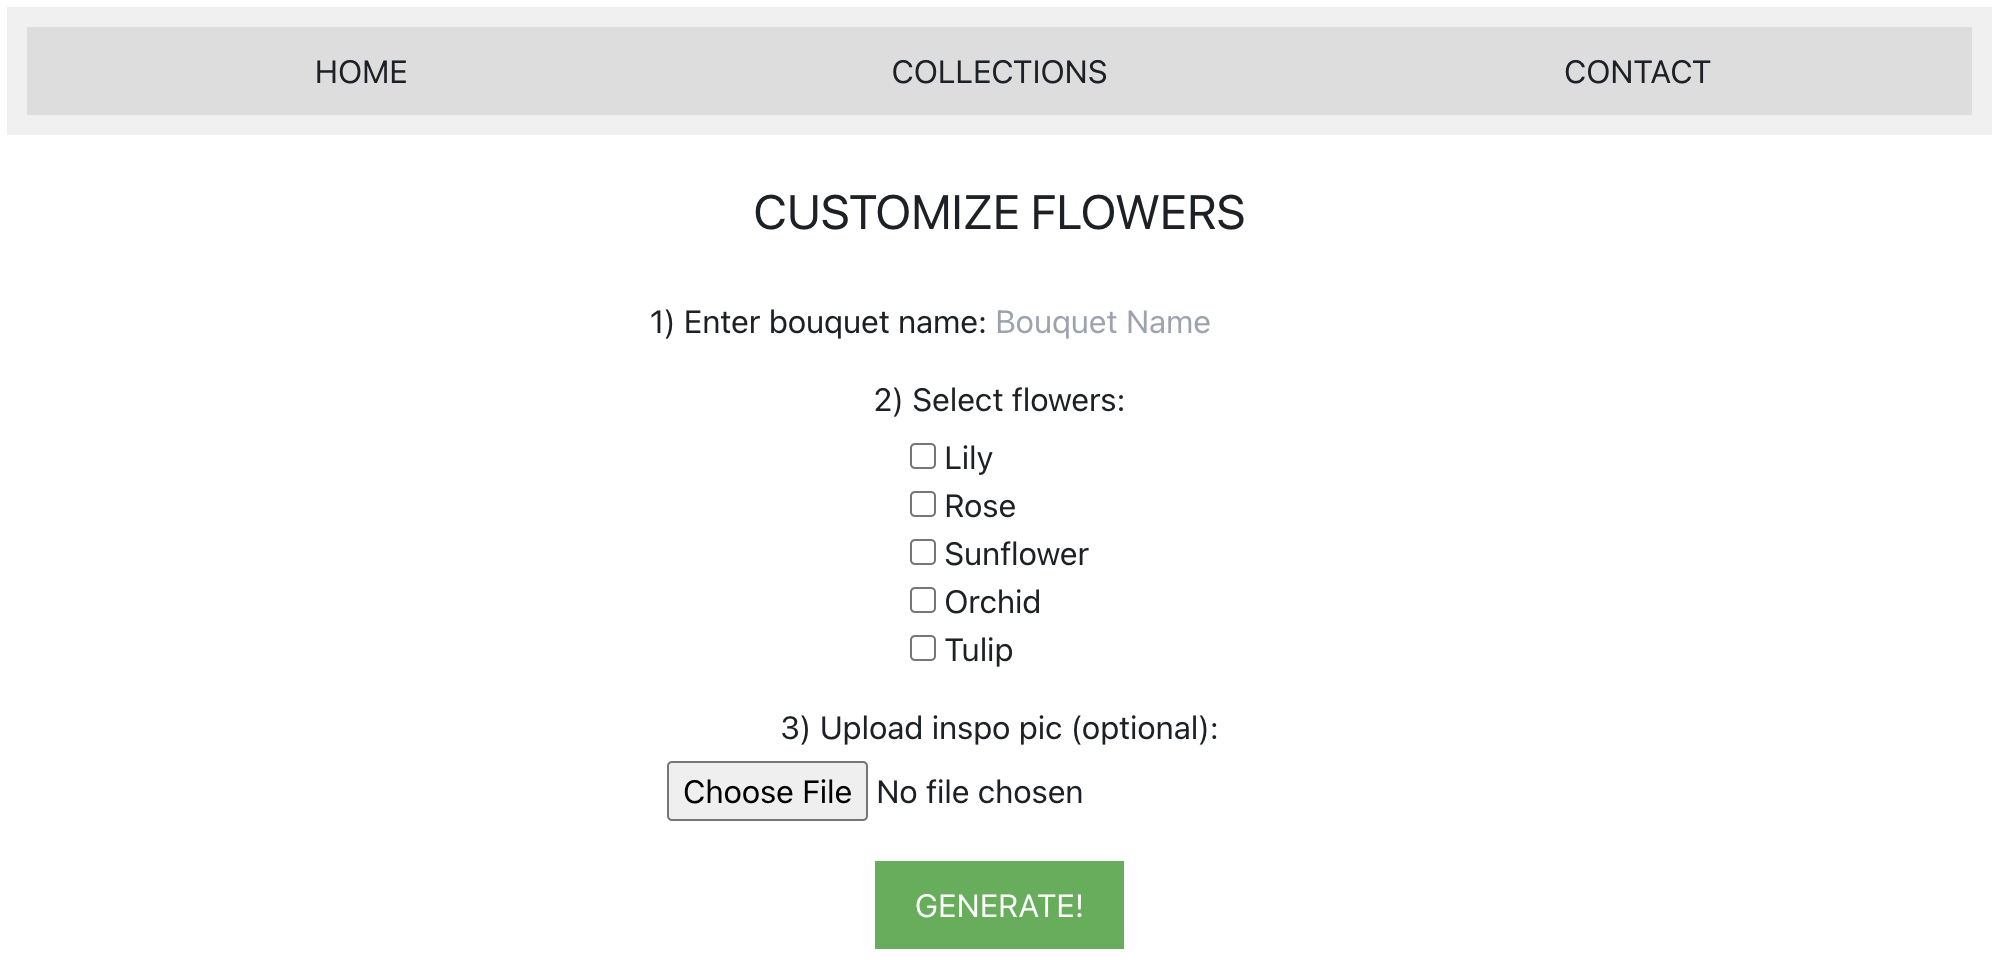 HOME COLLECTIONS CONTACT
CUSTOMIZE FLOWERS
1) Enter bouquet name: Bouquet Name
2) Select flowers:
Lily
Rose
Sunflower
Orchid
Tulip
3) Upload inspo pic (optional):
Choose File No file chosen
GENERATE!